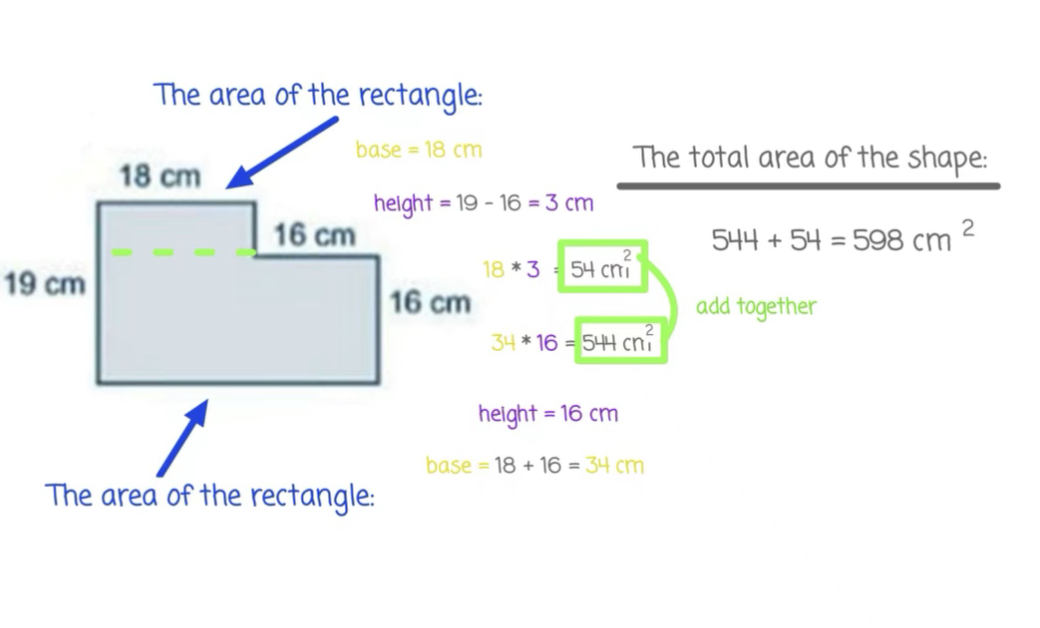 The area of the rectangle:
base = 18 cm
The total area of the shape:
18 cm
height = 19 - 16 = 3 cm
16 cm
544 + 54 = 598 cm 2
18 * 3 = 54 cm 2
19 cm
16 cm
add together
34 * 16 = 544 cm 2
height = 16 cm
base = 18 + 16 = 34 cm
The area of the rectangle: